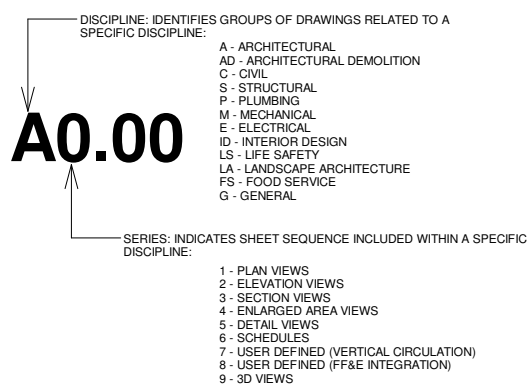 DISCIPLINE: IDENTIFIES GROUPS OF DRAWINGS RELATED TO A
SPECIFIC DISCIPLINE:
A - ARCHITECTURAL
AD - ARCHITECTURAL DEMOLITION
C - CIVIL
S - STRUCTURAL
P - PLUMBING
M - MECHANICAL
E - ELECTRICAL
ID - INTERIOR DESIGN
LS - LIFE SAFETY
LA - LANDSCAPE ARCHITECTURE
FS - FOOD SERVICE
G - GENERAL
A0.00
SERIES: INDICATES SHEET SEQUENCE INCLUDED WITHIN A SPECIFIC
DISCIPLINE:
1 - PLAN VIEWS
2 - ELEVATION VIEWS
3 - SECTION VIEWS
4 - ENLARGED AREA VIEWS
5 - DETAIL VIEWS
6 - SCHEDULES
7 - USER DEFINED (VERTICAL CIRCULATION)
8 - USER DEFINED (FF&E INTEGRATION)
9 - 3D VIEWS